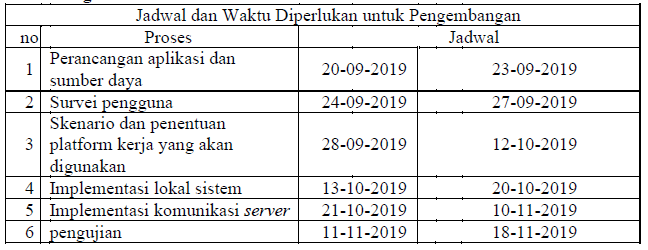 Jadwal dan Waktu Diperlukan untuk Pengembangan
no Proses Jadwal
1 Perancangan aplikasi dan sumber daya 20-09-2019 23-09-2019
2 Survei pengguna 24-09-2019 27-09-2019
3 Skenario dan penentuan platform kerja yang akan digunakan 28-09-2019 12-10-2019
4 Implementasi lokal sistem 13-10-2019 20-10-2019
5 Implementasi komunikasi server 21-10-2019 10-11-2019
6 pengujian 11-11-2019 18-11-2019